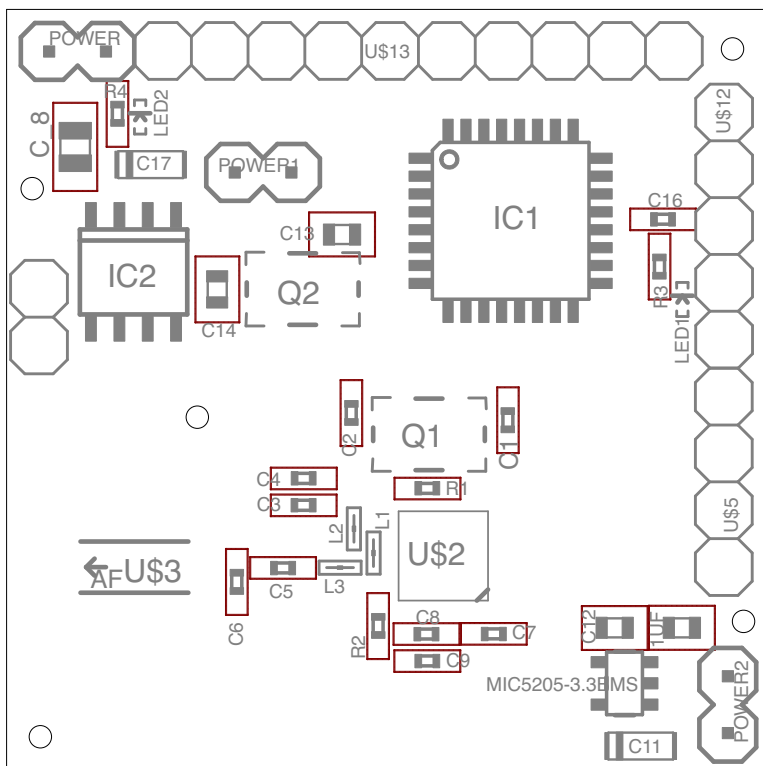 POWER
U$13
R4
LED2
U$12
C_8
C17
POWER1
C16
IC1
C13
IC2
Q2
R3
C14
LED1
C2
Q1
C1
C4
R1
C3
U$5
L2
L1
U$2
AF
U$3
C5
L3
C6
R2
C8
C7
C12
1UF
C9
MIC5205-3.3BMS
POWER2
C11